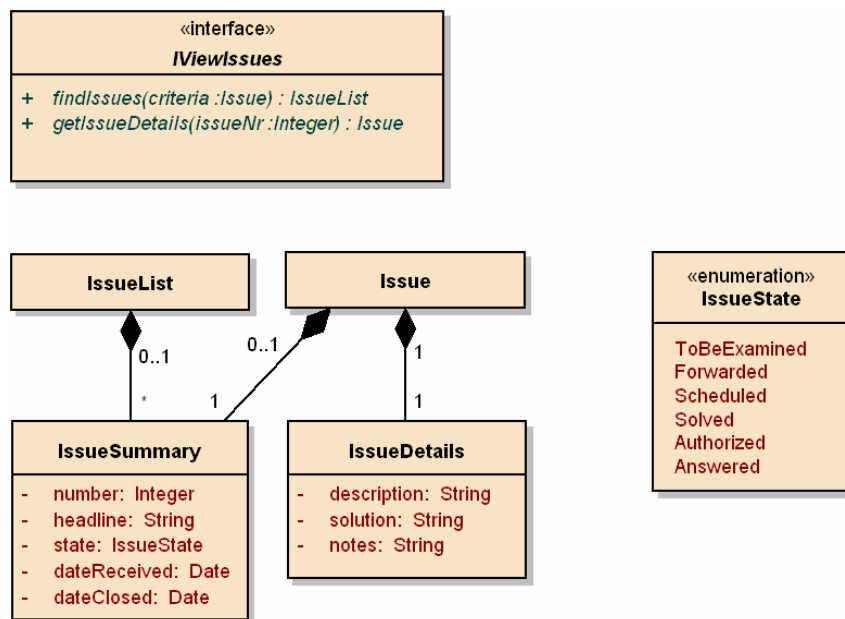 «interface»
IViewIssues
+ findIssues(criteria :Issue) : IssueList
+ getIssueDetails(issueNr :Integer) : Issue
IssueList
Issue
«enumeration»
IssueState
ToBeExamined
Forwarded
Scheduled
Solved
Authorized
Answered
0..1
0..1
1
*
1
1
IssueSummary
- number: Integer
- headline: String
- state: IssueState
- dateReceived: Date
- dateClosed: Date
IssueDetails
- description: String
- solution: String
- notes: String